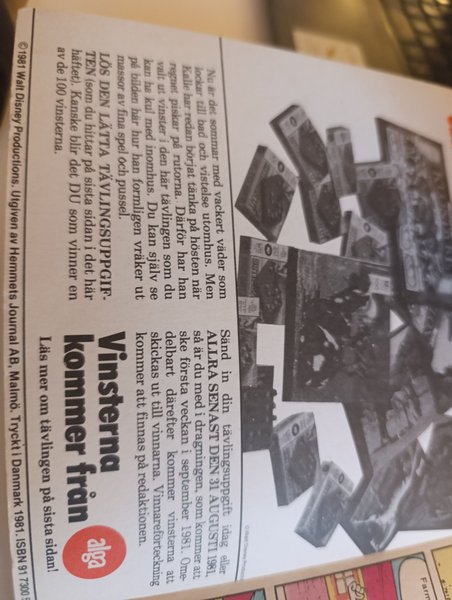 Nu är det sommar med vackert väder som
lockar till bad och vistelse utomhus. Men
Kalle har redan börjat tänka på hösten när
regnet piskar på rutorna. Därför har han
valt ut vinster i den här tävlingen som du
kan ha kul med inomhus. Du kan själv se
på bilden här hur han formligen vräker ut
massor av fina spel och pussel.
LÖS DEN LÄTTA TÄVLINGSUPPGIF-
TEN (som du hittar på sista sidan i det här
häftet). Kanske blir det DU som vinner en
av de 100 vinsterna.
Sänd in din tävlingsuppgift idag eller
ALLRA SENAST DEN 31 AUGUSTI 1981,
så är du med i dragningen, som kommer att
ske första veckan i september 1981. Ome-
delbart därefter kommer vinsterna att
skickas ut till vinnarna. Vinnareförteckning
kommer att finnas på redaktionen.
Vinsterna
kommer från
alga
Läs mer om tävlingen på sista sidan!
©1981 Walt Disney Productions. Utgiven av Hemmets Journal AB, Malmö. Tryckt i Danmark 1981. ISBN 91 7300